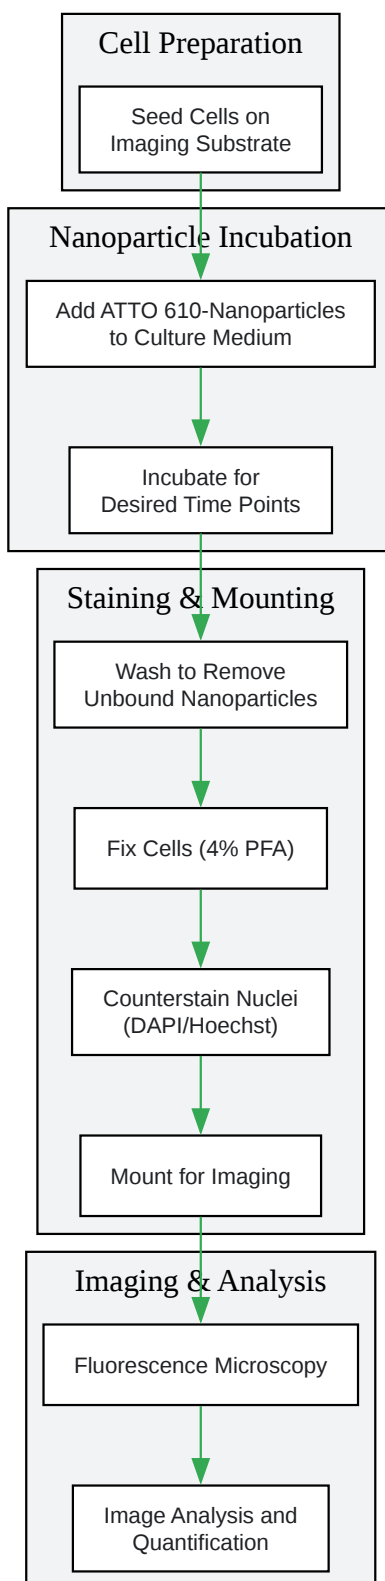 Cell Preparation
Seed Cells on
Imaging Substrate
Nanoparticle Incubation
Add ATTO 610-Nanoparticles
to Culture Medium
Incubate for
Desired Time Points
Staining & Mounting
Wash to Remove
Unbound Nanoparticles
Fix Cells (4% PFA)
Counterstain Nuclei
(DAPI/Hoechst)
Mount for Imaging
Imaging & Analysis
Fluorescence Microscopy
Image Analysis and
Quantification